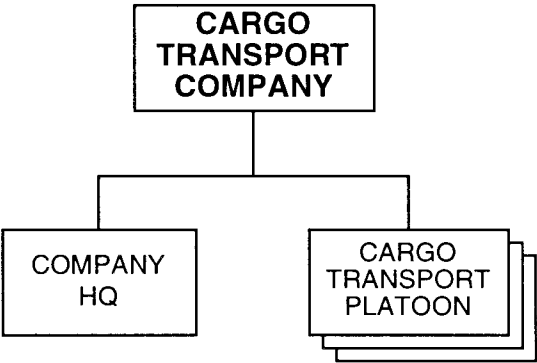 CARGO
TRANSPORT
COMPANY
COMPANY
HQ
CARGO
TRANSPORT
PLATOON